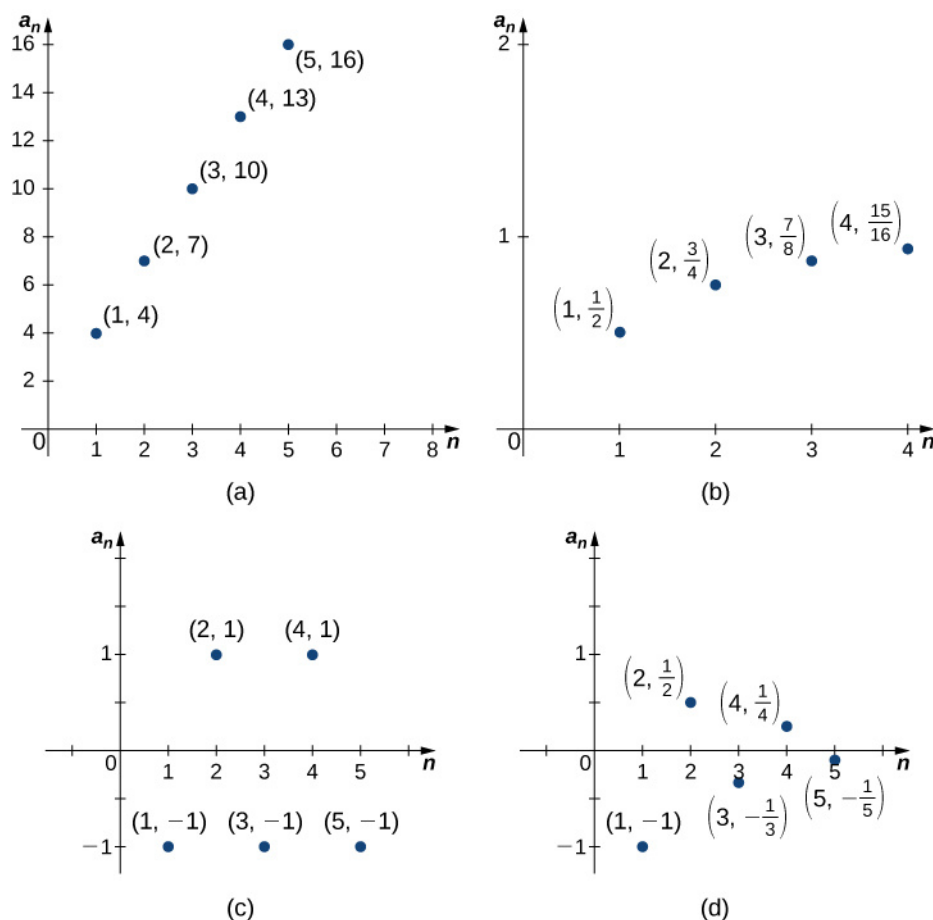 aₙ
16
(5, 16)
14
(4, 13)
12
10
(3, 10)
8
(2, 7)
6
(1, 4)
4
2
0 1 2 3 4 5 6 7 8 n
(a)
aₙ
2
1
(1, 1/2)
(2, 3/4)
(3, 7/8)
(4, 15/16)
0 1 2 3 4 n
(b)
aₙ
(2, 1) (4, 1)
1
0 1 2 3 4 5 n
(1, −1) (3, −1) (5, −1)
−1
(c)
aₙ
1
(2, 1/2)
(4, 1/4)
0 1 2 3 4 5 n
(1, −1)
(3, −1/3)
(5, −1/5)
−1
(d)